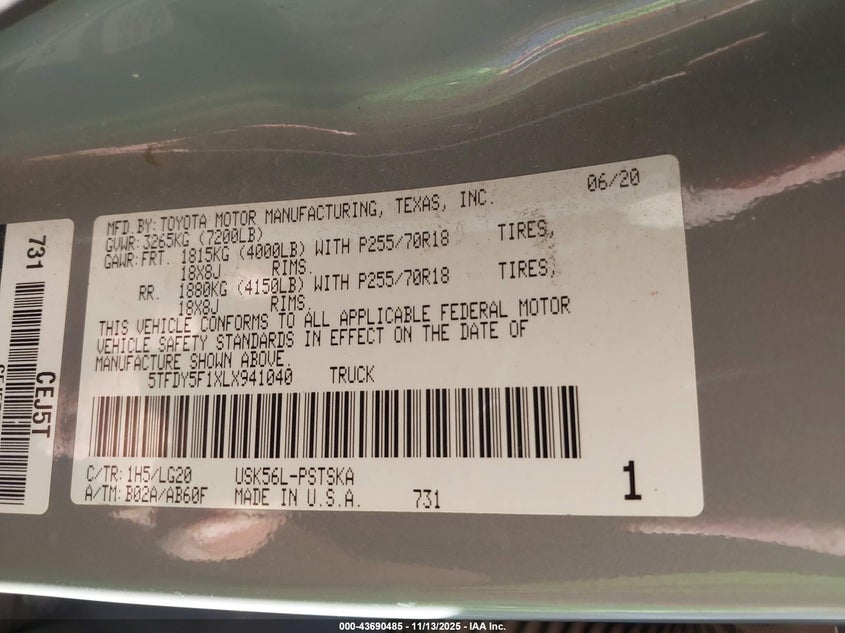 06/20
MFD.BY:TOYOTA MOTOR MANUFACTURING, TEXAS, INC.
GVWR:3265KG (7200LB)
GAWR:FRT. 1815KG (4000LB) WITH P255/70R18 TIRES,
18X8J RIMS.
RR. 1880KG (4150LB) WITH P255/70R18 TIRES,
18X8J RIMS.
THIS VEHICLE CONFORMS TO ALL APPLICABLE FEDERAL MOTOR
VEHICLE SAFETY STANDARDS IN EFFECT ON THE DATE OF
MANUFACTURE SHOWN ABOVE.
5TFDY5F1XLX941040 TRUCK
C/TR:1H5/LG20 USK56L-PSTSKA
A/TM:B02A/AB60F MADE IN U.S.A. 731
1
731
CEJ5T
000-43690485 - 11/13/2025 - IAA Inc.